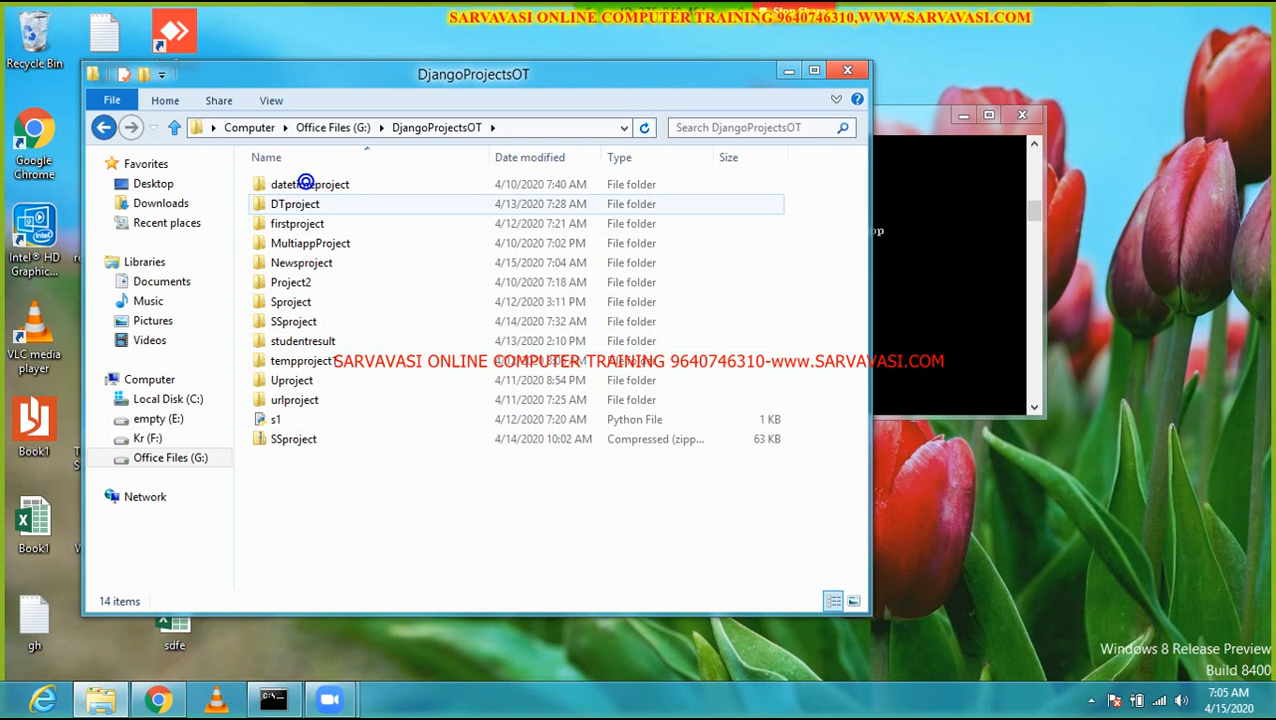 SARVAVASI ONLINE COMPUTER TRAINING 9640746310,WWW.SARVAVASI.COM
Recycle Bin
DjangoProjectsOT
File Home Share View
Computer Office Files (G:) DjangoProjectsOT Search DjangoProjectsOT
Name Date modified Type Size
Favorites
Desktop
Downloads
Recent places
Libraries
Documents
Music
Pictures
Videos
Computer
Local Disk (C:)
empty (E:)
Kr (F:)
Office Files (G:)
Network
4/10/2020 7:40 AM File folder
DTproject 4/13/2020 7:28 AM File folder
firstproject 4/12/2020 7:21 AM File folder
MultiappProject 4/10/2020 7:02 PM File folder
Newsproject 4/15/2020 7:04 AM File folder
Project2 4/10/2020 7:18 AM File folder
Sproject 4/12/2020 3:11 PM File folder
SSproject 4/14/2020 7:32 AM File folder
studentresult 4/13/2020 2:10 PM File folder
tempproject1
SARVAVASI ONLINE COMPUTER TRAINING 9640746310-www.SARVAVASI.COM
Uproject 4/11/2020 8:54 PM File folder
urlproject 4/11/2020 7:25 AM File folder
s1 4/12/2020 7:20 AM Python File 1 KB
SSproject 4/14/2020 10:02 AM Compressed (zipp... 63 KB
14 items
Google
Chrome
Intel® HD
Graphic...
VLC media
player
Book1
Book1
gh
sdfe
Windows 8 Release Preview
Build 8400
7:05 AM
4/15/2020